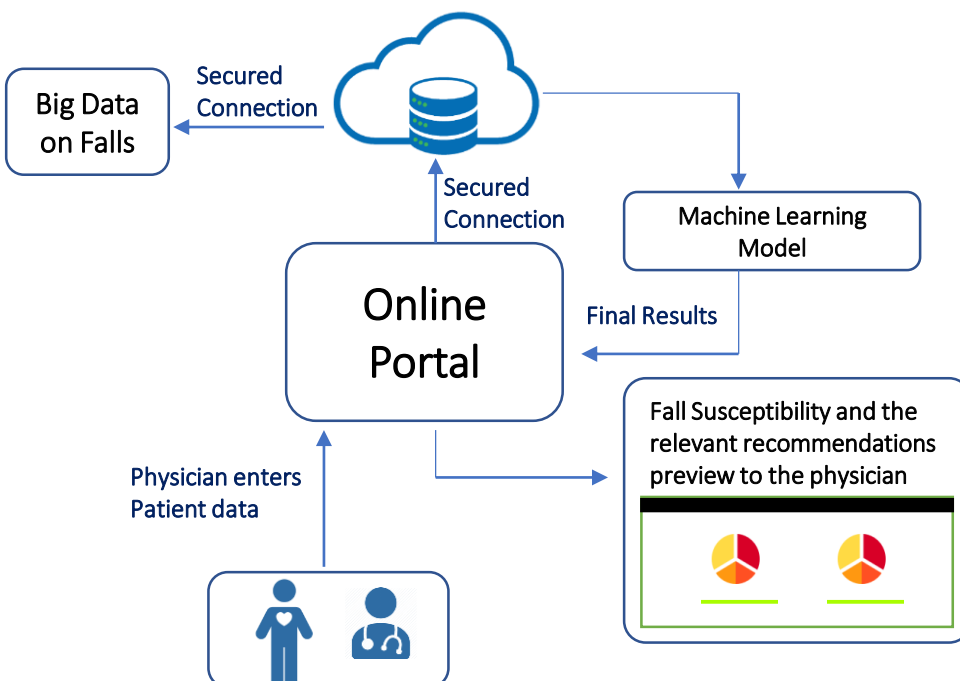 Big Data
on Falls
Secured
Connection
Secured
Connection
Machine Learning
Model
Online
Portal
Final Results
Fall Susceptibility and the
relevant recommendations
preview to the physician
Physician enters
Patient data